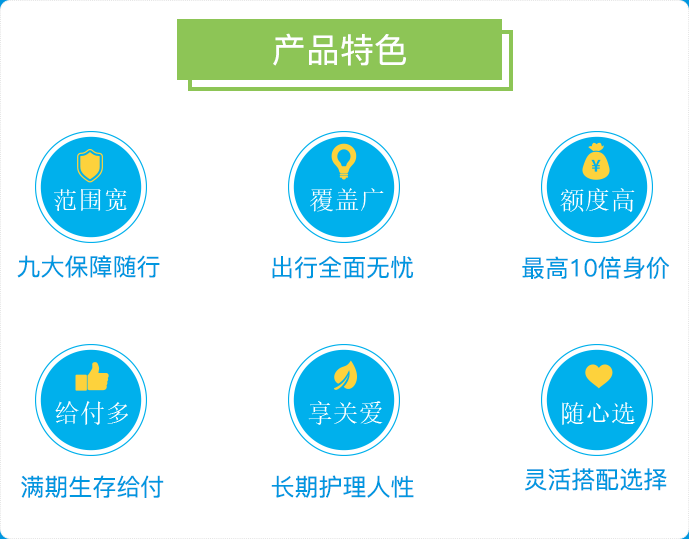 产品特色
范围宽
覆盖广
¥
额度高
九大保障随行
出行全面无忧
最高10倍身价
给付多
享关爱
随心选
满期生存给付
长期护理人性
灵活搭配选择